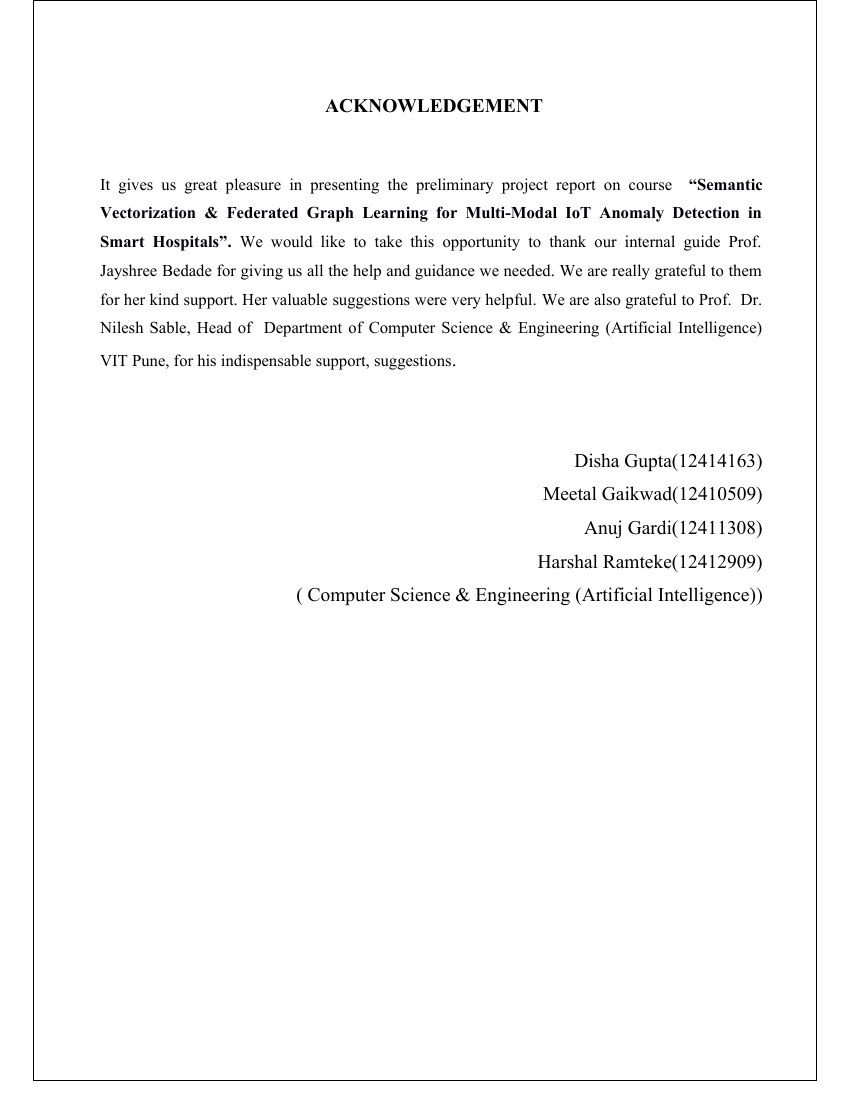 ACKNOWLEDGEMENT
It gives us great pleasure in presenting the preliminary project report on course “Semantic
Vectorization & Federated Graph Learning for Multi-Modal IoT Anomaly Detection in
Smart Hospitals”. We would like to take this opportunity to thank our internal guide Prof.
Jayshree Bedade for giving us all the help and guidance we needed. We are really grateful to them
for her kind support. Her valuable suggestions were very helpful. We are also grateful to Prof. Dr.
Nilesh Sable, Head of Department of Computer Science & Engineering (Artificial Intelligence)
VIT Pune, for his indispensable support, suggestions.
Disha Gupta(12414163)
Meetal Gaikwad(12410509)
Anuj Gardi(12411308)
Harshal Ramteke(12412909)
( Computer Science & Engineering (Artificial Intelligence))